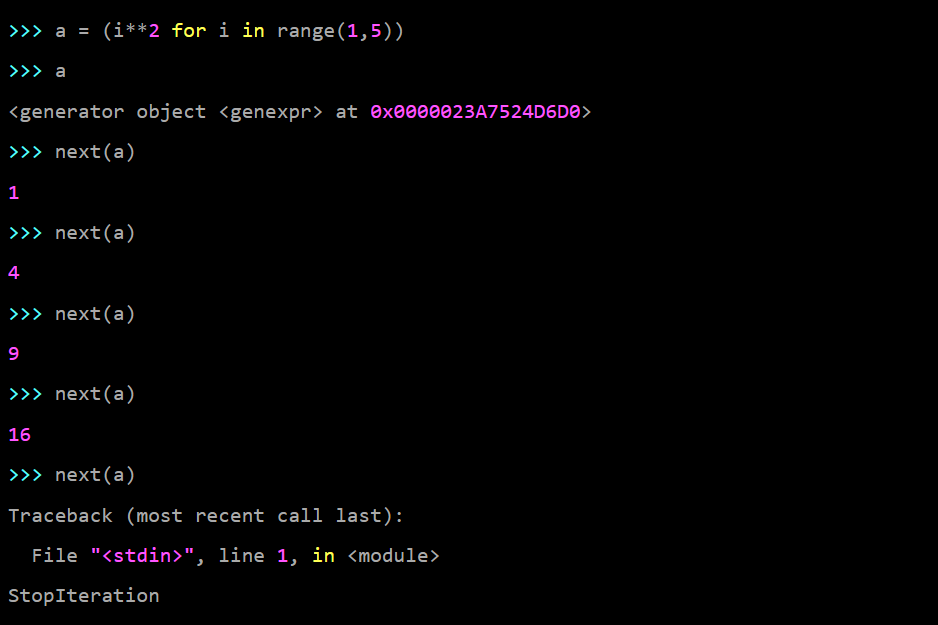 >>> a = (i**2 for i in range(1,5))
>>> a
<generator object <genexpr> at 0x0000023A7524D6D0>
>>> next(a)
1
>>> next(a)
4
>>> next(a)
9
>>> next(a)
16
>>> next(a)
Traceback (most recent call last):
  File "<stdin>", line 1, in <module>
StopIteration